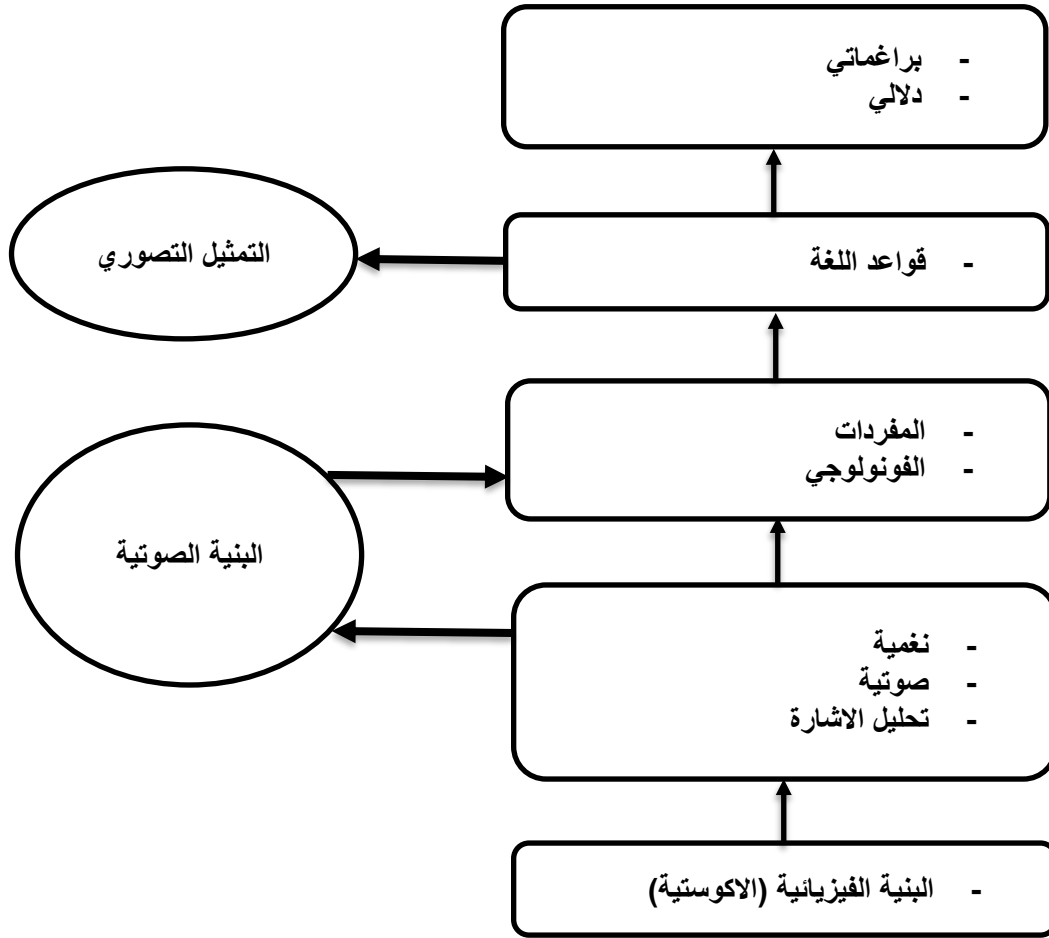 - براغماتي
- دلالي
- قواعد اللغة
التمثيل التصوري
- المفردات
- الفونولوجي
البنية الصوتية
- نغمية
- صوتية
- تحليل الاشارة
- البنية الفيزيائية (الاكوستية)